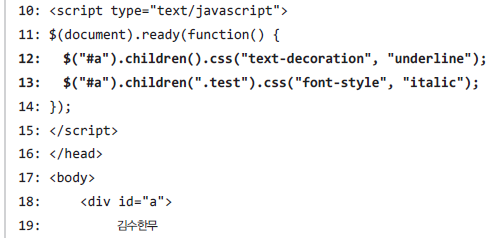 10: <script type="text/javascript">
11: $(document).ready(function() {
12:   $("#a").children().css("text-decoration", "underline");
13:   $("#a").children(".test").css("font-style", "italic");
14: });
15: </script>
16: </head>
17: <body>
18:     <div id="a">
19:         김수한무